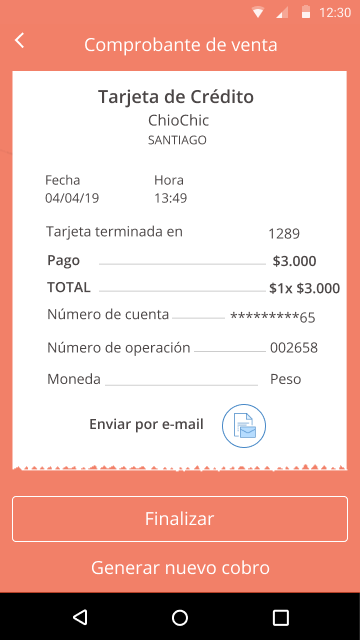 12:30
Comprobante de venta
Tarjeta de Crédito
ChioChic
SANTIAGO
Fecha Hora
04/04/19 13:49
Tarjeta terminada en 1289
Pago $3.000
TOTAL $1x $3.000
Número de cuenta *********65
Número de operación 002658
Moneda Peso
Enviar por e-mail
Finalizar
Generar nuevo cobro